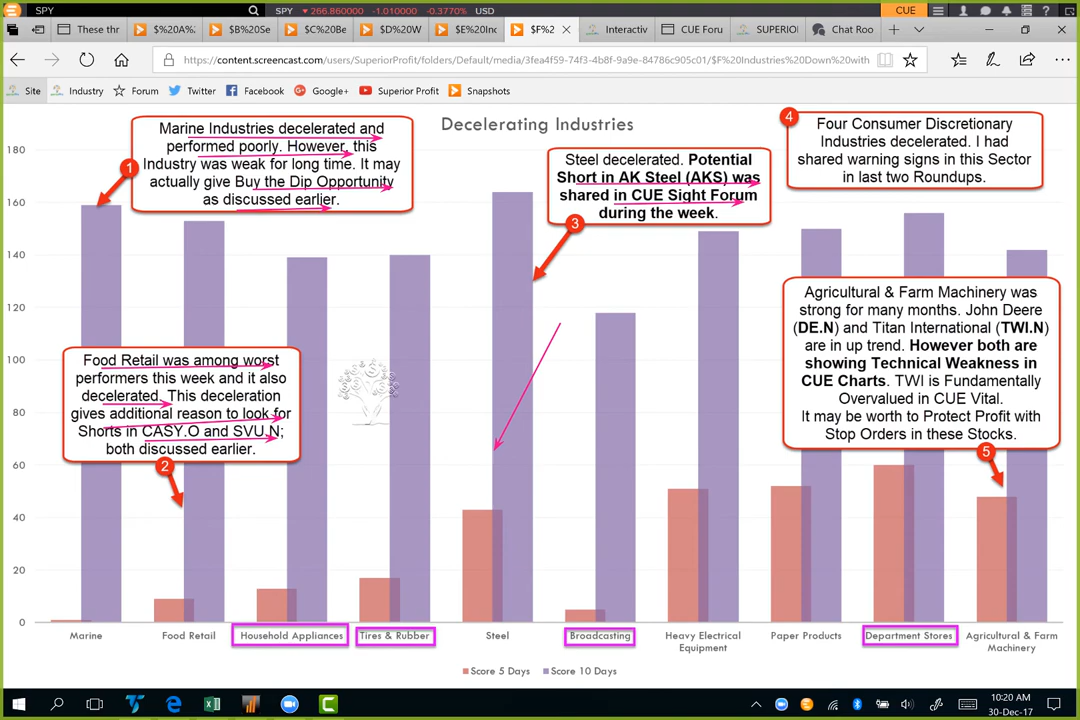 SPY
SPY ▼ 266.860000 -1.010000 -0.3770% USD
CUE
These thr
$%20A%2
$B%20Se
$C%20Be
$D%20W
$E%20Inc
$F%2
Interactiv
CUE Foru
SUPERIOI
Chat Roo
https://content.screencast.com/users/SuperiorProfit/folders/Default/media/3fea4f59-74f3-4b8f-9a9e-84786c905c01/$F%20Industries%20Down%20with
Site
Industry
Forum
Twitter
Facebook
Google+
Superior Profit
Snapshots
Decelerating Industries
1
Marine Industries decelerated and
performed poorly. However, this
Industry was weak for long time. It may
actually give Buy the Dip Opportunity
as discussed earlier.
3
Steel decelerated. Potential
Short in AK Steel (AKS) was
shared in CUE Sight Forum
during the week.
4
Four Consumer Discretionary
Industries decelerated. I had
shared warning signs in this Sector
in last two Roundups.
2
Food Retail was among worst
performers this week and it also
decelerated. This deceleration
gives additional reason to look for
Shorts in CASY.O and SVU.N;
both discussed earlier.
5
Agricultural & Farm Machinery was
strong for many months. John Deere
(DE.N) and Titan International (TWI.N)
are in up trend. However both are
showing Technical Weakness in
CUE Charts. TWI is Fundamentally
Overvalued in CUE Vital.
It may be worth to Protect Profit with
Stop Orders in these Stocks.
180
160
140
120
100
80
60
40
20
0
Marine
Food Retail
Household Appliances
Tires & Rubber
Steel
Broadcasting
Heavy Electrical
Equipment
Paper Products
Department Stores
Agricultural & Farm
Machinery
Score 5 Days
Score 10 Days
10:20 AM
30-Dec-17